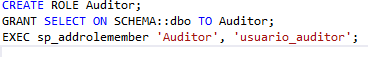 CREATE ROLE Auditor;
GRANT SELECT ON SCHEMA::dbo TO Auditor;
EXEC sp_addrolemember 'Auditor', 'usuario_auditor';